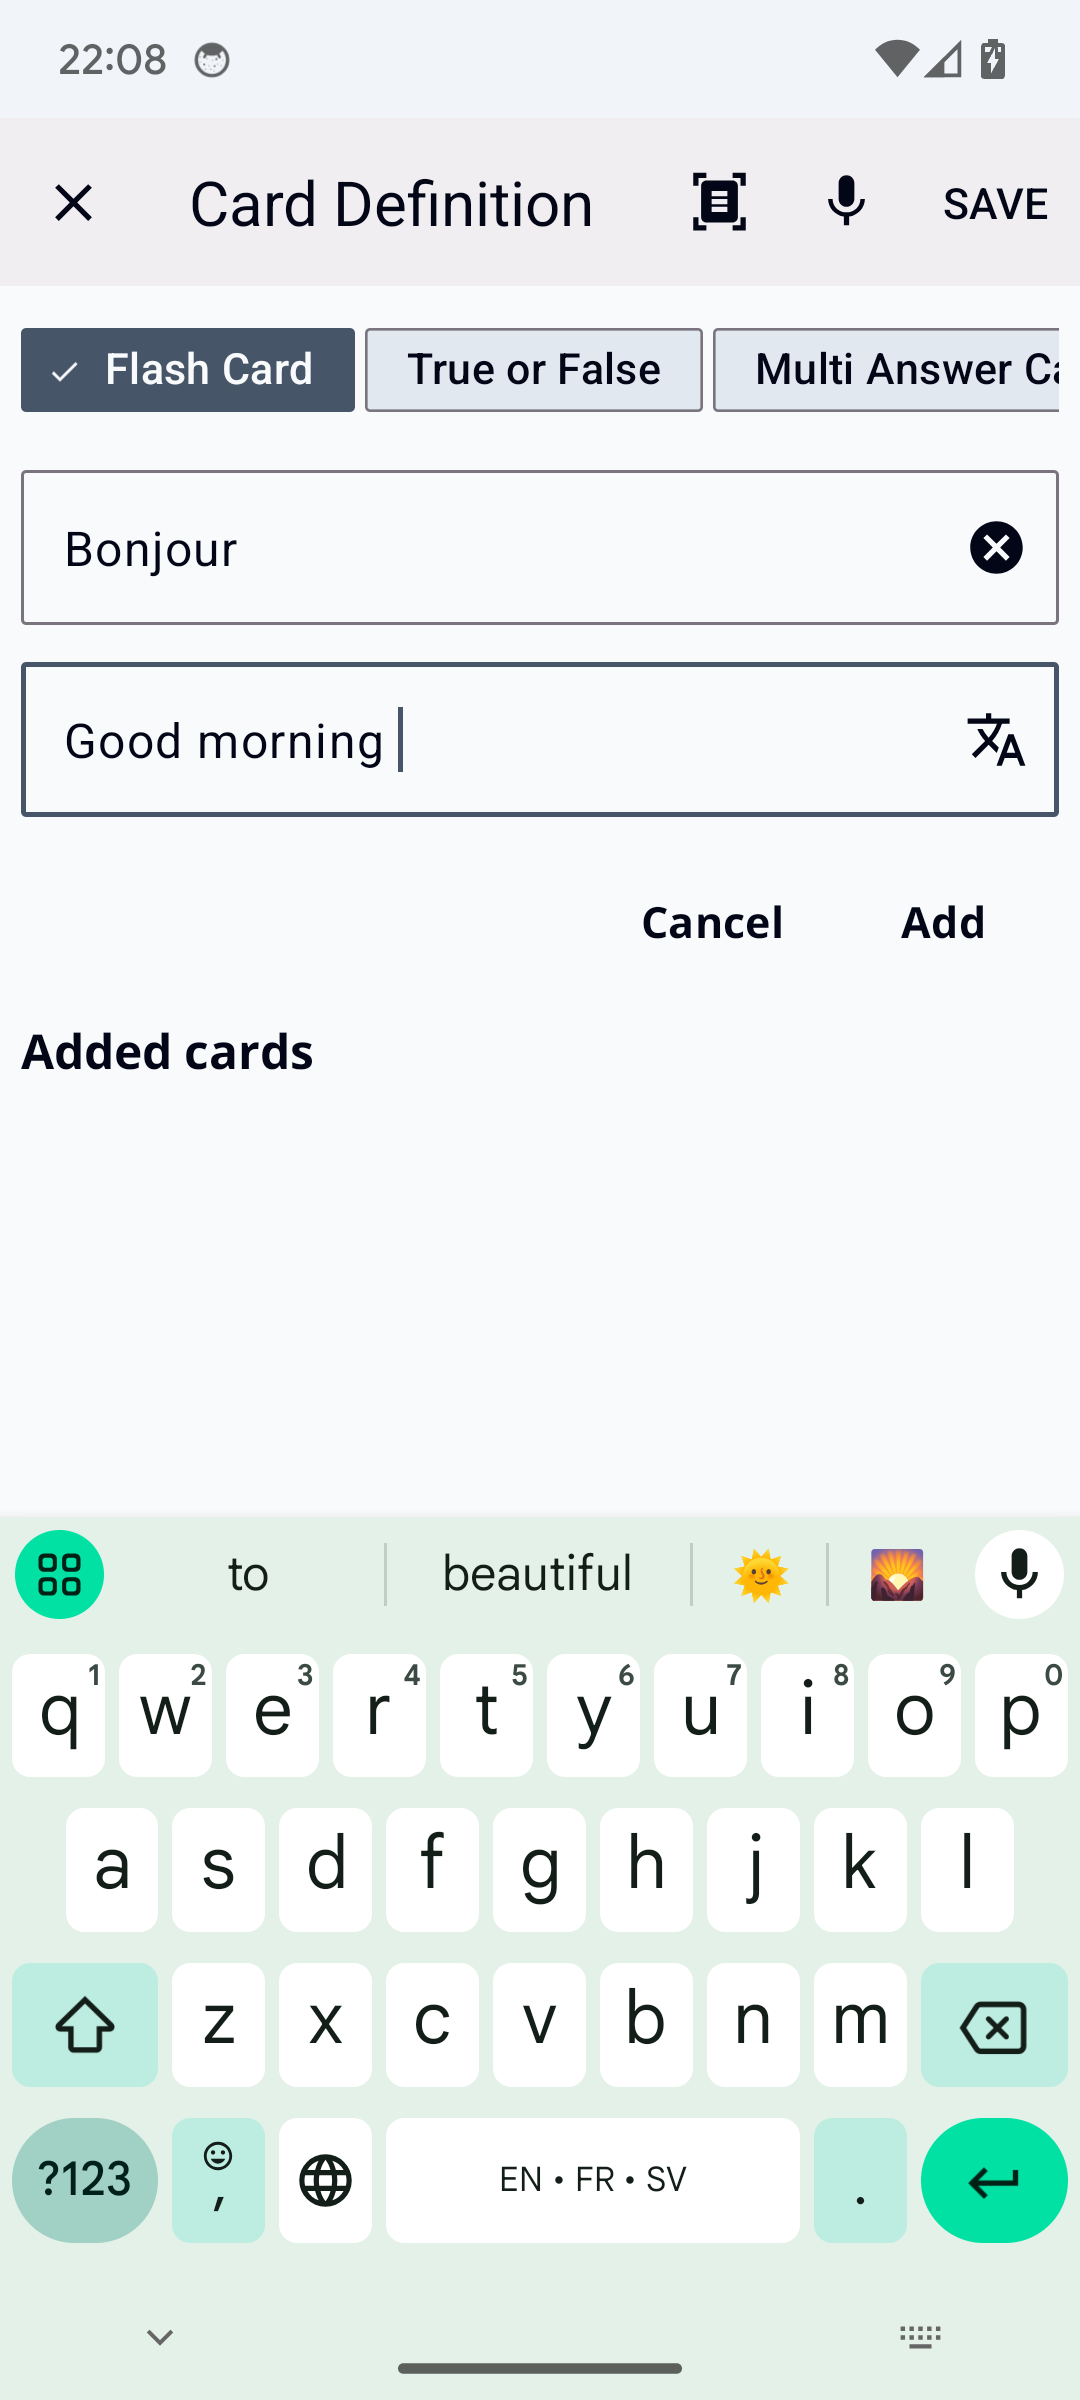 22:08
Card Definition
SAVE
Flash Card
True or False
Multi Answer Ca
Bonjour
Good morning
Cancel
Add
Added cards
to
beautiful
q1 w2 e3 r4 t5 y6 u7 i8 o9 p0
a s d f g h j k l
z x c v b n m
?123 , EN • FR • SV .